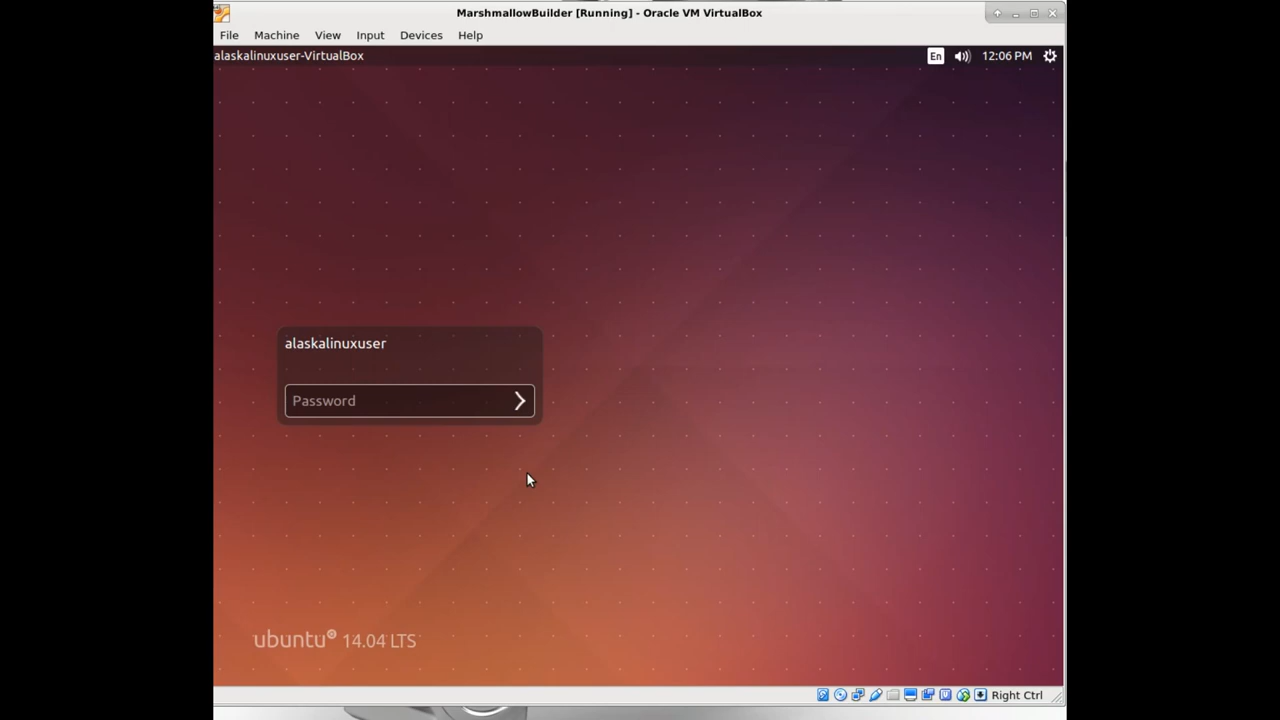 MarshmallowBuilder [Running] - Oracle VM VirtualBox
File Machine View Input Devices Help
alaskalinuxuser-VirtualBox En 12:06 PM
alaskalinuxuser
Password
ubuntu® 14.04 LTS
Right Ctrl